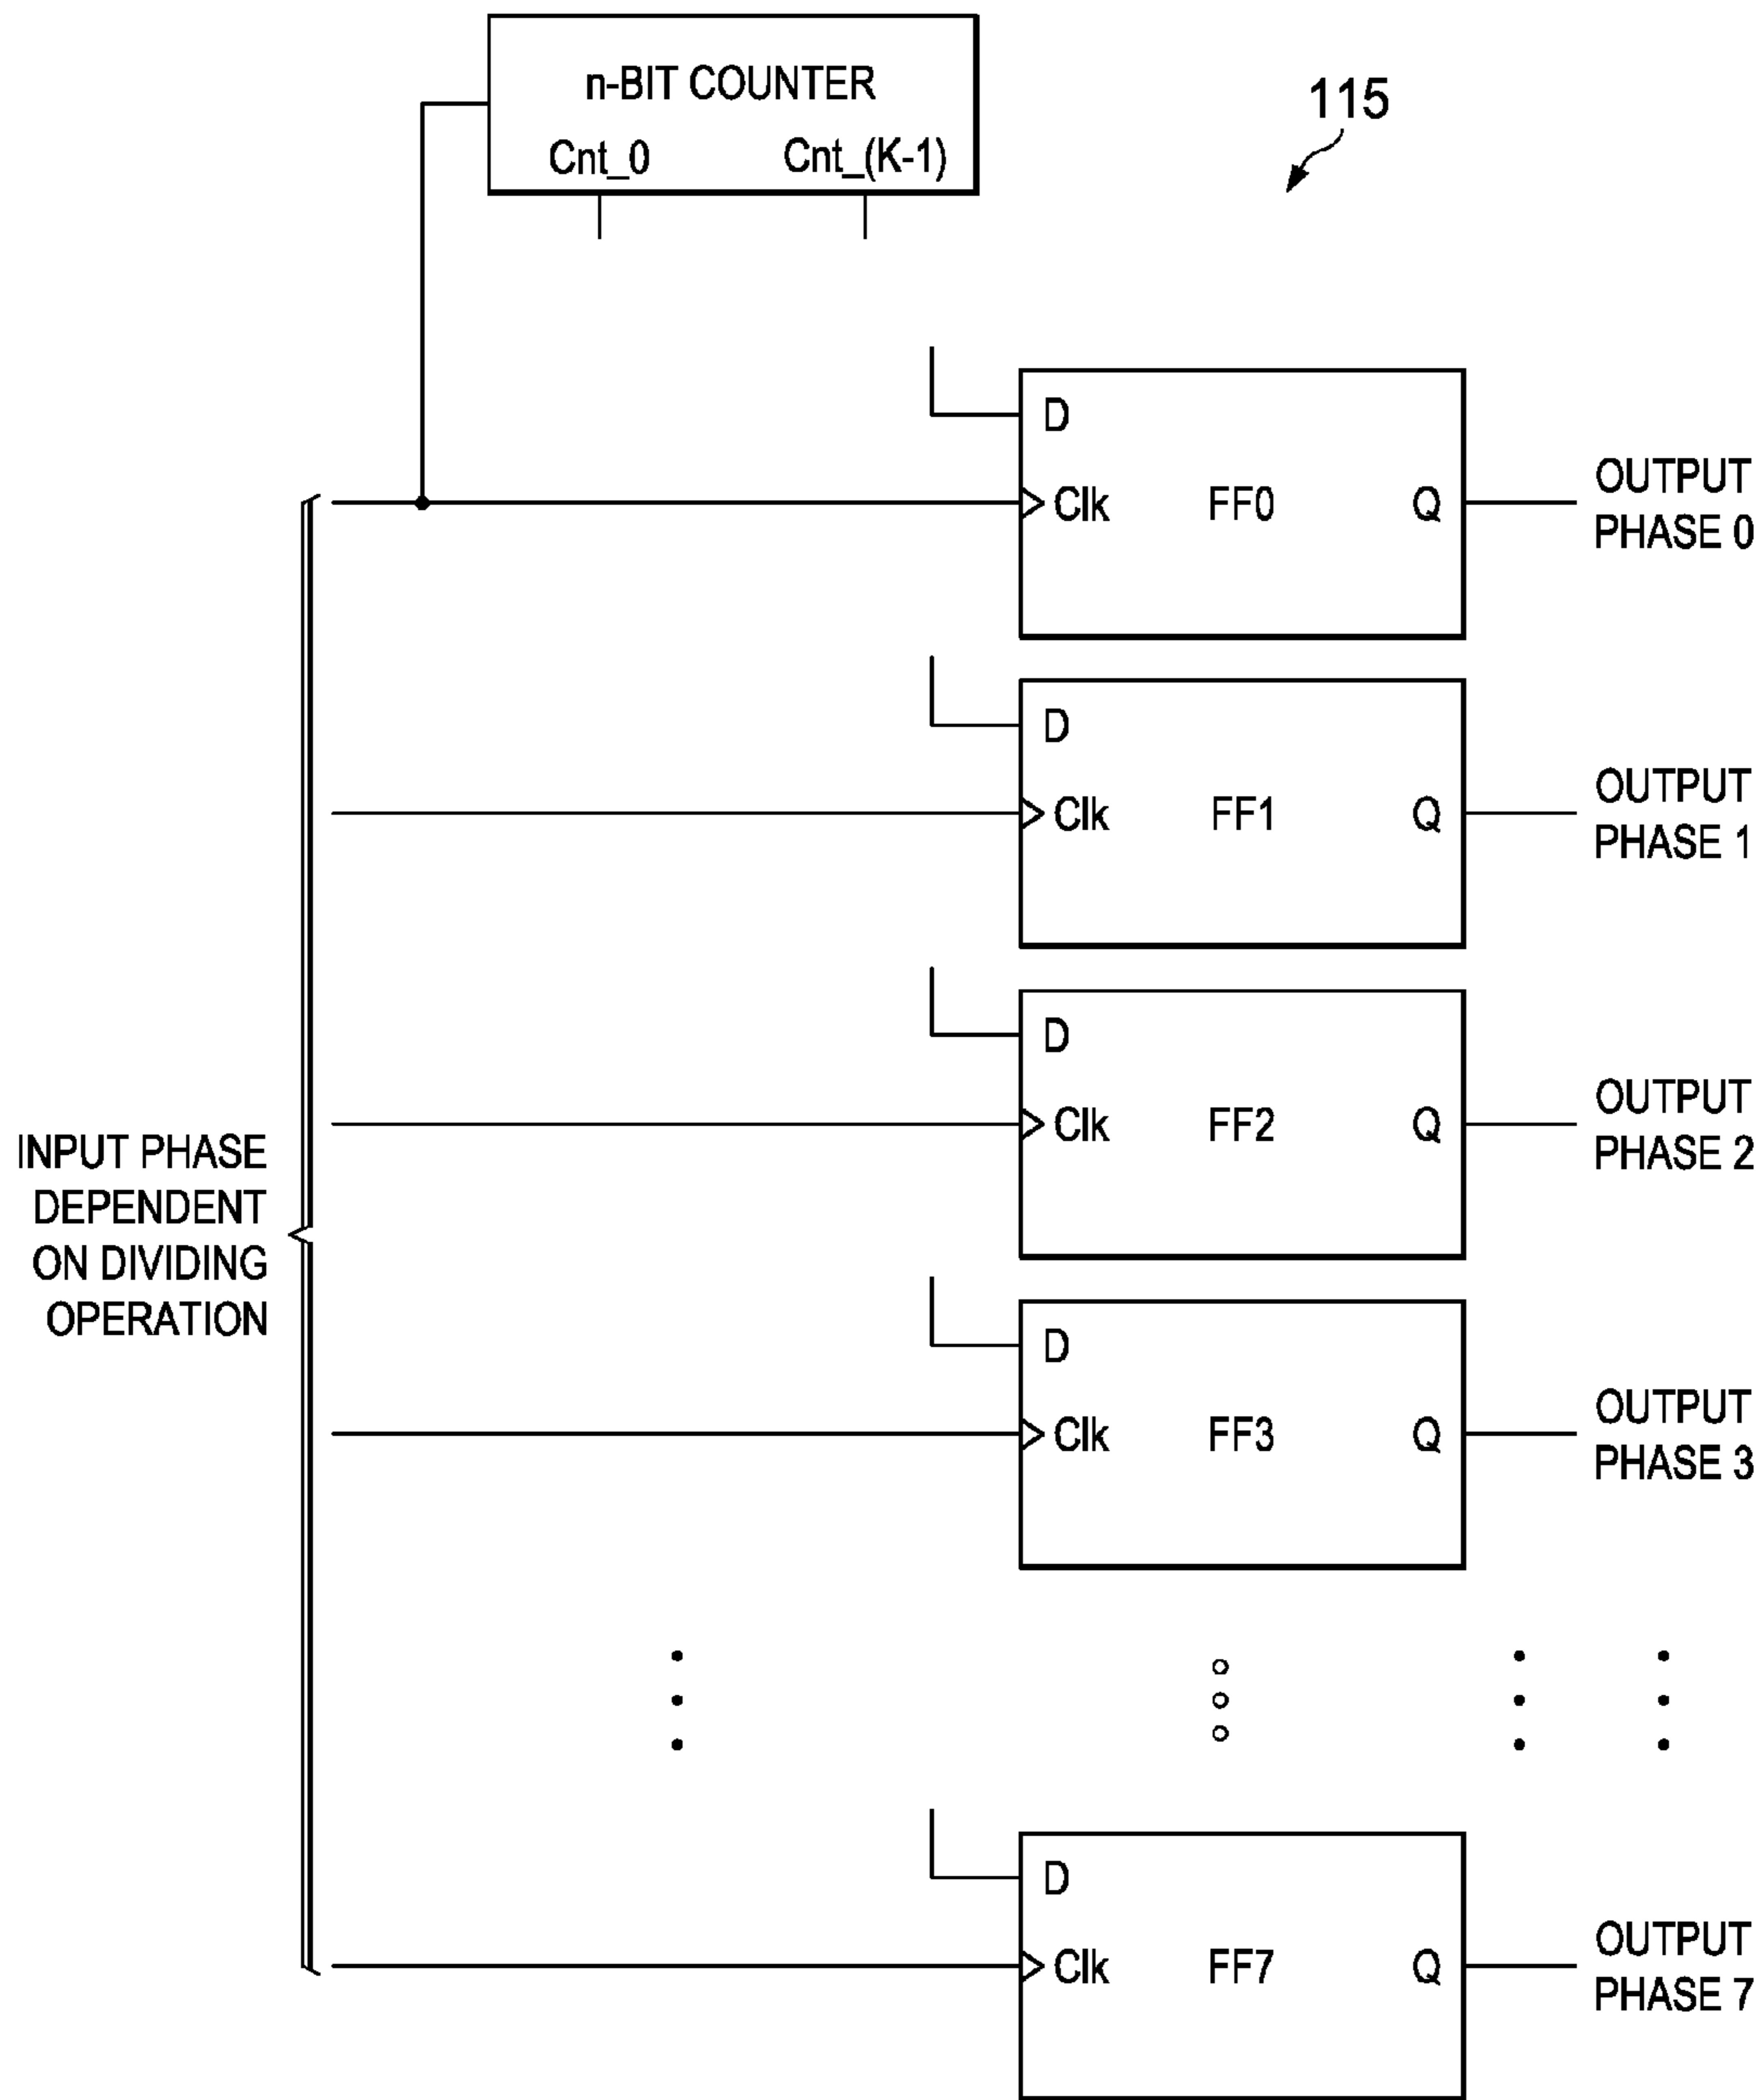 n-BIT COUNTER
Cnt_0 Cnt_(K-1)
115
D
Clk FF0 Q
OUTPUT
PHASE 0
D
Clk FF1 Q
OUTPUT
PHASE 1
D
Clk FF2 Q
OUTPUT
PHASE 2
INPUT PHASE
DEPENDENT
ON DIVIDING
OPERATION
D
Clk FF3 Q
OUTPUT
PHASE 3
D
Clk FF7 Q
OUTPUT
PHASE 7